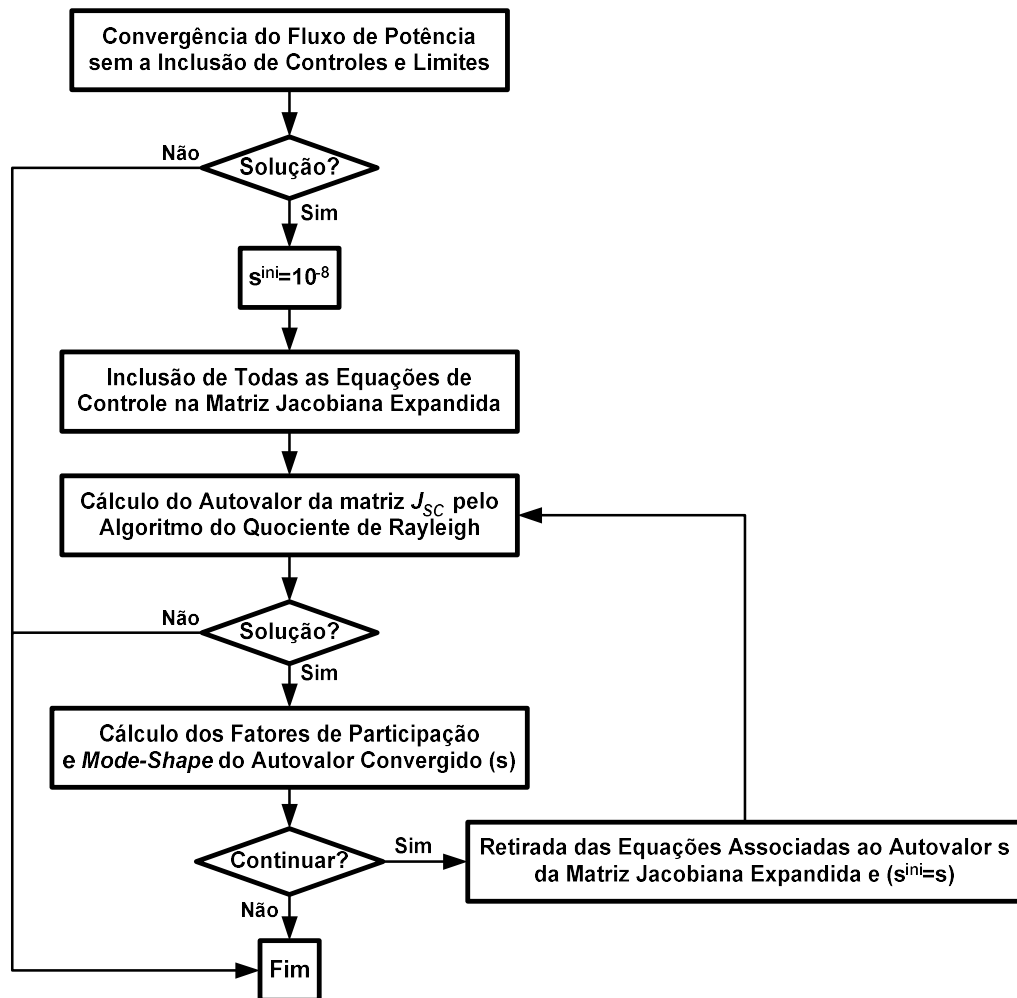 Convergência do Fluxo de Potência
sem a Inclusão de Controles e Limites
Não
Solução?
Sim
sⁱⁿⁱ=10⁻⁸
Inclusão de Todas as Equações de
Controle na Matriz Jacobiana Expandida
Cálculo do Autovalor da matriz J_SC pelo
Algoritmo do Quociente de Rayleigh
Não
Solução?
Sim
Cálculo dos Fatores de Participação
e Mode-Shape do Autovalor Convergido (s)
Continuar?
Sim
Retirada das Equações Associadas ao Autovalor s
da Matriz Jacobiana Expandida e (sⁱⁿⁱ=s)
Não
Fim